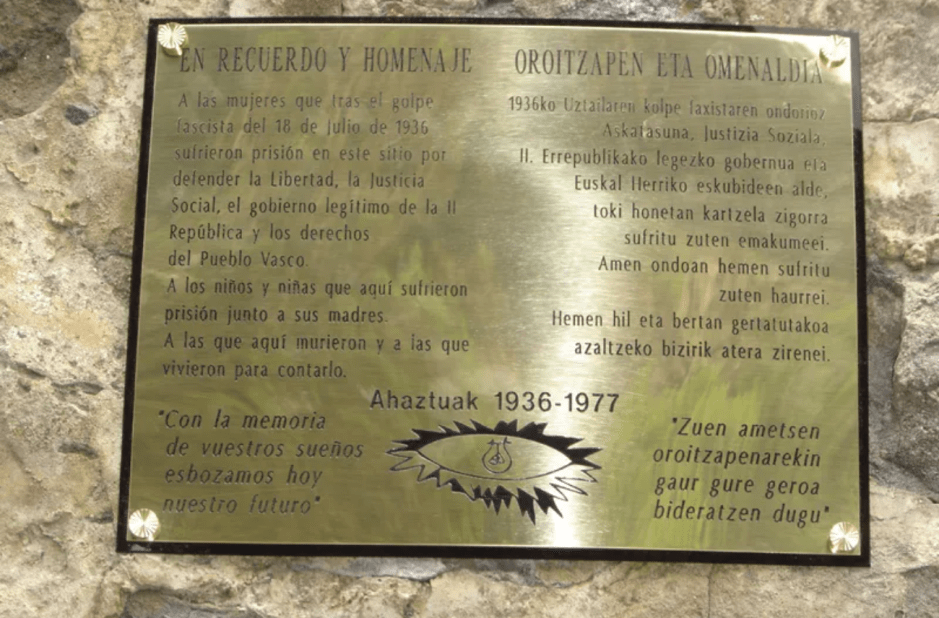 EN RECUERDO Y HOMENAJE
A las mujeres que tras el golpe
fascista del 18 de Julio de 1936
sufrieron prisión en este sitio por
defender la Libertad, la Justicia
Social, el gobierno legítimo de la II
República y los derechos
del Pueblo Vasco.
A los niños y niñas que aquí sufrieron
prisión junto a sus madres.
A las que aquí murieron y a las que
vivieron para contarlo.
"Con la memoria
de vuestros sueños
esbozamos hoy
nuestro futuro"
OROITZAPEN ETA OMENALDIA
1936ko Uztailaren kolpe faxistaren ondorioz
Askatasuna, Justizia Soziala,
II. Errepublikako legezko gobernua eta
Euskal Herriko eskubideen alde,
toki honetan kartzela zigorra
sufritu zuten emakumeei.
Amen ondoan hemen sufritu
zuten haurrei.
Hemen hil eta bertan gertatutakoa
azaltzeko bizirik atera zirenei.
Ahaztuak 1936-1977
"Zuen ametsen
oroitzapenarekin
gaur gure geroa
bideratzen dugu"